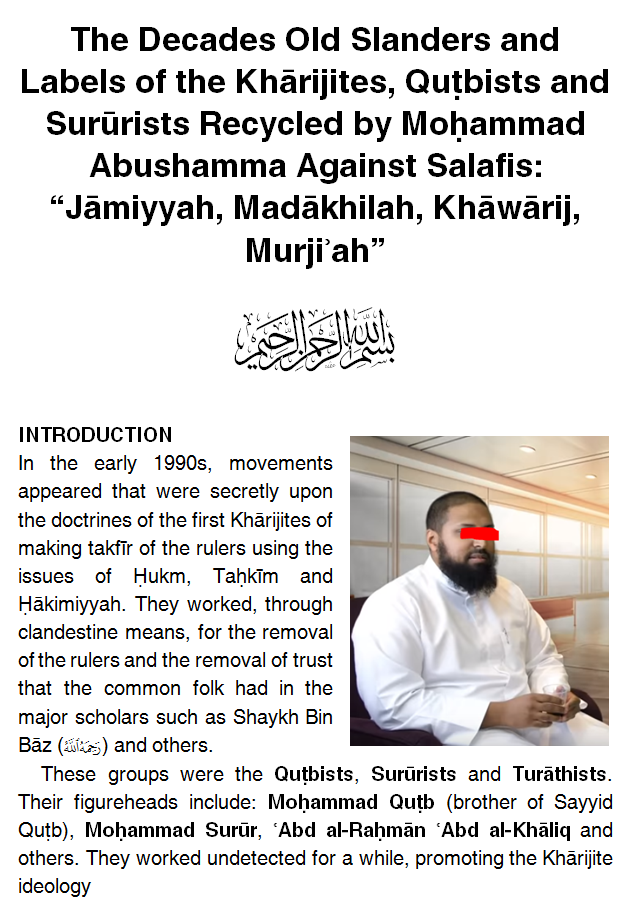 The Decades Old Slanders and
Labels of the Khārijites, Quṭbists and
Surūrists Recycled by Moḥammad
Abushamma Against Salafis:
“Jāmiyyah, Madākhilah, Khāwārij,
Murjiʾah”
بسم الله الرحمن الرحيم
INTRODUCTION
In the early 1990s, movements
appeared that were secretly upon
the doctrines of the first Khārijites of
making takfīr of the rulers using the
issues of Ḥukm, Taḥkīm and
Ḥākimiyyah. They worked, through
clandestine means, for the removal
of the rulers and the removal of trust
that the common folk had in the
major scholars such as Shaykh Bin
Bāz (رحمه الله) and others.
These groups were the Quṭbists, Surūrists and Turāthists.
Their figureheads include: Moḥammad Quṭb (brother of Sayyid
Quṭb), Moḥammad Surūr, ʿAbd al-Raḥmān ʿAbd al-Khāliq and
others. They worked undetected for a while, promoting the Khārijite
ideology